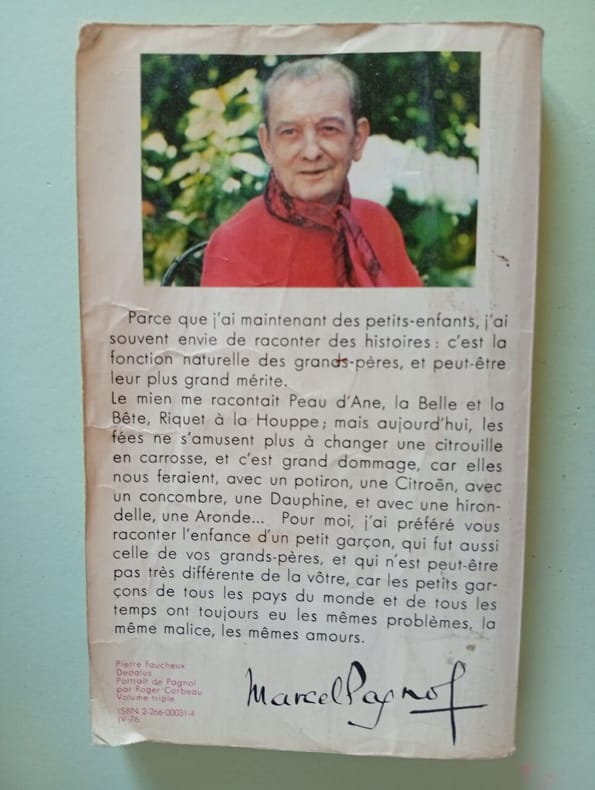 Parce que j'ai maintenant des petits-enfants, j'ai
souvent envie de raconter des histoires : c'est la
fonction naturelle des grands-pères, et peut-être
leur plus grand mérite.
Le mien me racontait Peau d'Ane, la Belle et la
Bête, Riquet à la Houppe ; mais aujourd'hui, les
fées ne s'amusent plus à changer une citrouille
en carrosse, et c'est grand dommage, car elles
nous feraient, avec un potiron, une Citroën, avec
un concombre, une Dauphine, et avec une hiron-
delle, une Aronde... Pour moi, j'ai préféré vous
raconter l'enfance d'un petit garçon, qui fut aussi
celle de vos grands-pères, et qui n'est peut-être
pas très différente de la vôtre, car les petits gar-
çons de tous les pays du monde et de tous les
temps ont toujours eu les mêmes problèmes, la
même malice, les mêmes amours.
Pierre Faucheux
Dedalus
Portrait de Pagnol
par Roger Corbeau
Volume triple
ISBN 2-266-00031-4
IV-76
Marcel Pagnol